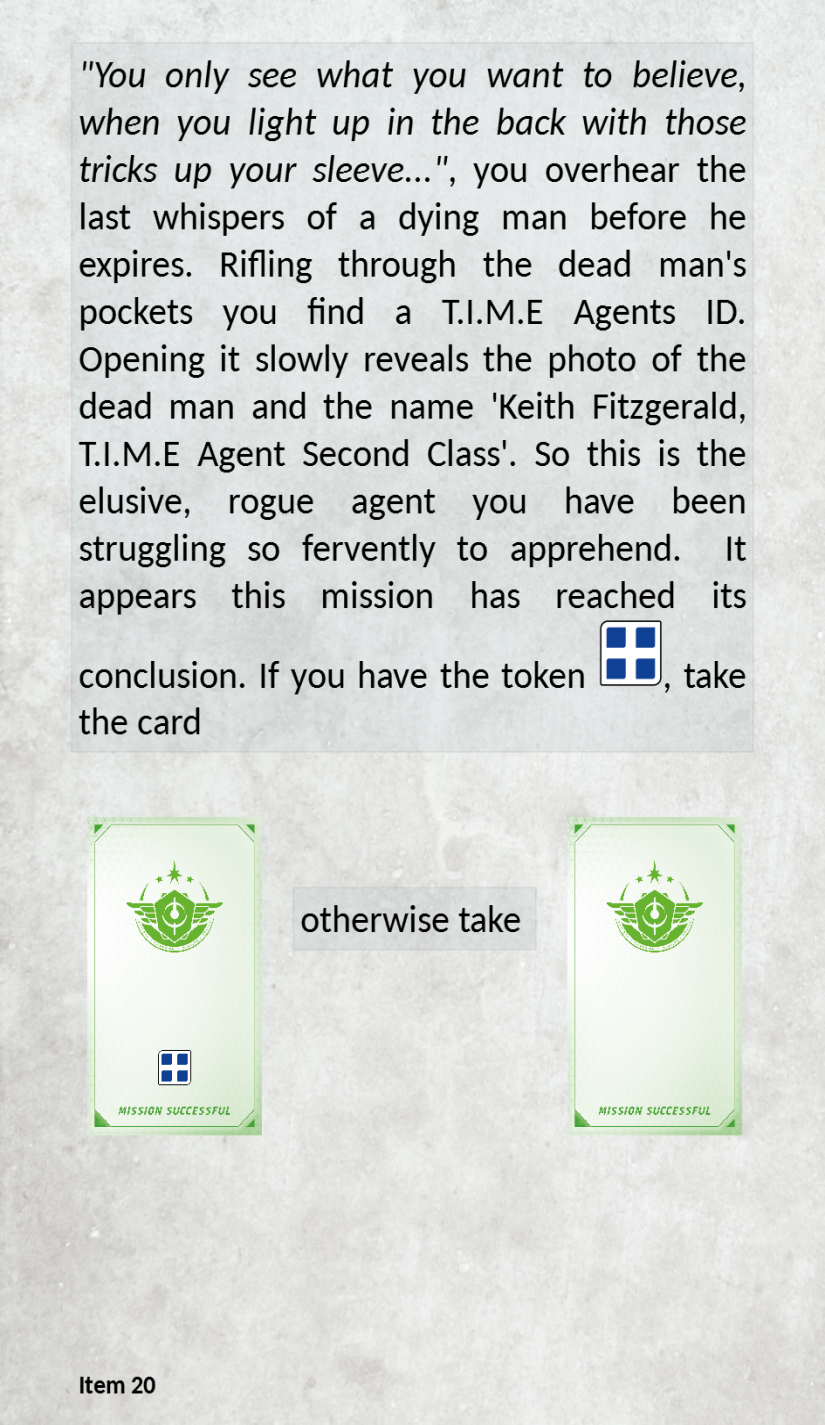 "You only see what you want to believe,
when you light up in the back with those
tricks up your sleeve...", you overhear the
last whispers of a dying man before he
expires. Rifling through the dead man's
pockets you find a T.I.M.E Agents ID.
Opening it slowly reveals the photo of the
dead man and the name 'Keith Fitzgerald,
T.I.M.E Agent Second Class'. So this is the
elusive, rogue agent you have been
struggling so fervently to apprehend. It
appears this mission has reached its
conclusion. If you have the token , take
the card
otherwise take
MISSION SUCCESSFUL
MISSION SUCCESSFUL
Item 20